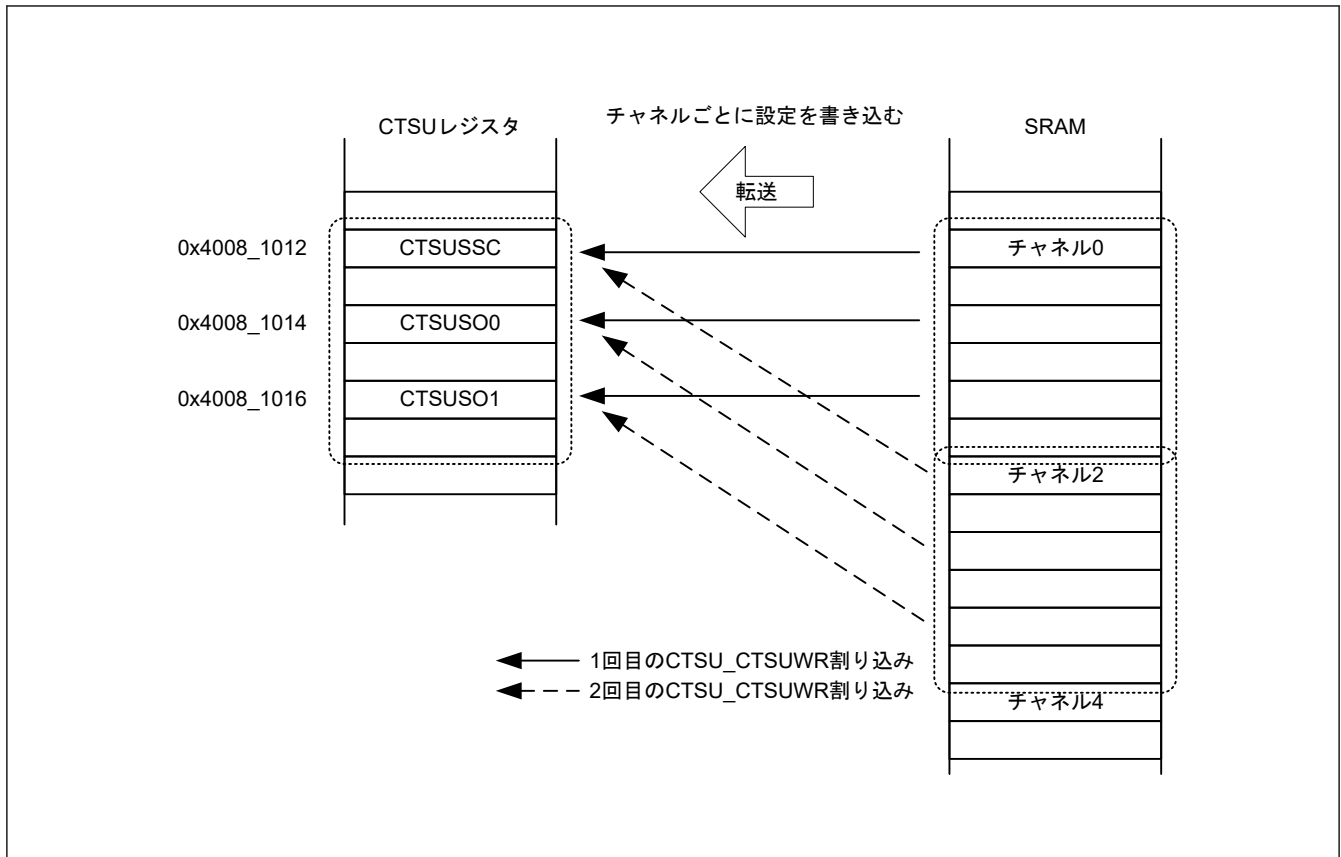 チャネルごとに設定を書き込む
CTSUレジスタ
SRAM
転送
0x4008_1012
CTSUSSC
チャネル0
0x4008_1014
CTSUSO0
0x4008_1016
CTSUSO1
チャネル2
1回目のCTSU_CTSUWR割り込み
2回目のCTSU_CTSUWR割り込み
チャネル4